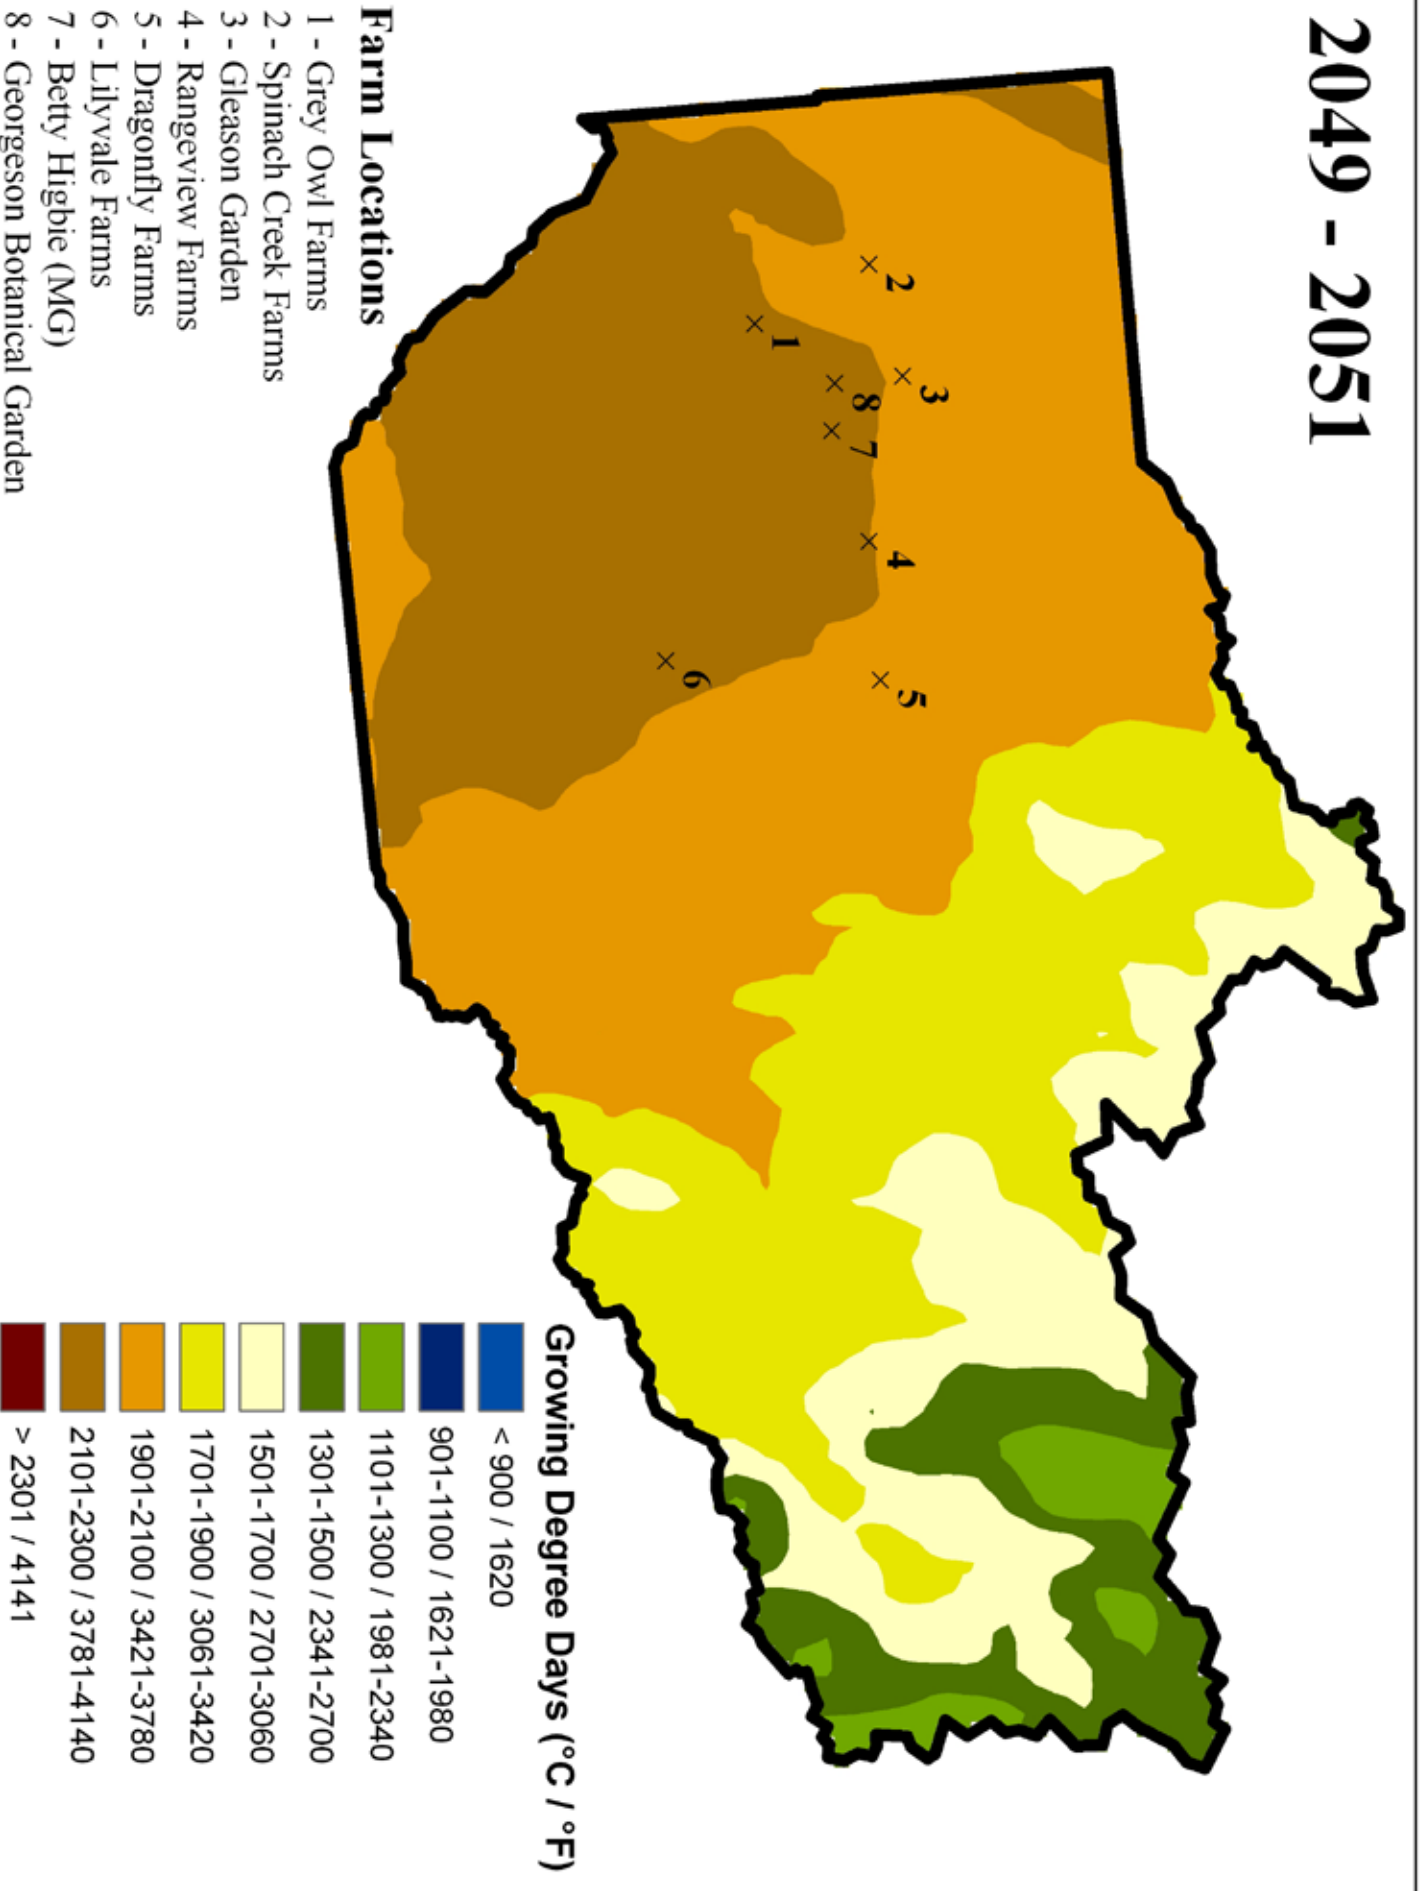 2049 - 2051
2
3
1
8
7
4
5
6
Farm Locations
1 - Grey Owl Farms
2 - Spinach Creek Farms
3 - Gleason Garden
4 - Rangeview Farms
5 - Dragonfly Farms
6 - Lilyvale Farms
7 - Betty Higbie (MG)
8 - Georgeson Botanical Garden
Growing Degree Days (°C / °F)
< 900 / 1620
901-1100 / 1621-1980
1101-1300 / 1981-2340
1301-1500 / 2341-2700
1501-1700 / 2701-3060
1701-1900 / 3061-3420
1901-2100 / 3421-3780
2101-2300 / 3781-4140
> 2301 / 4141